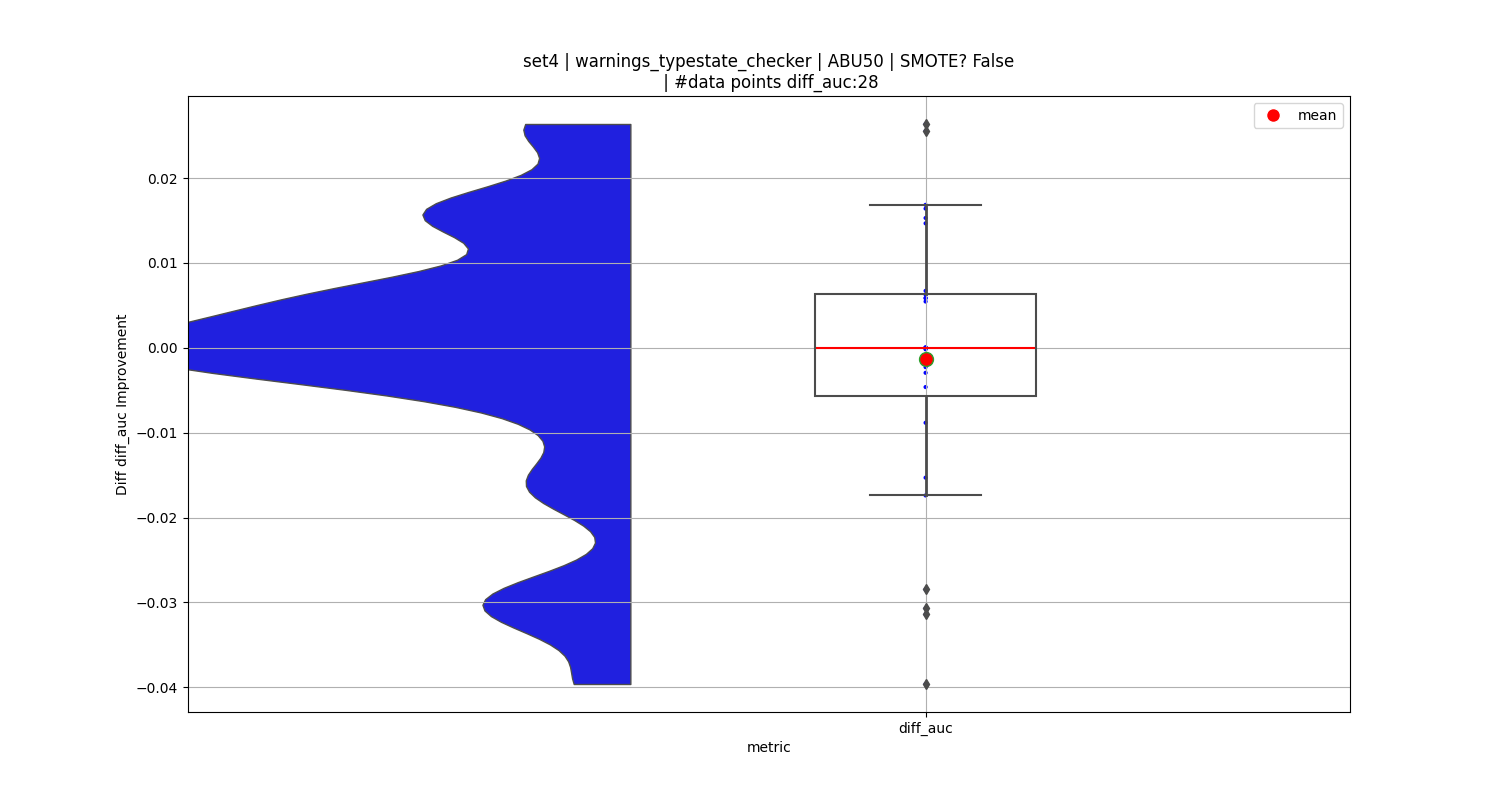 set4 | warnings_typestate_checker | ABU50 | SMOTE? False
| #data points diff_auc:28
mean
0.02
0.01
0.00
−0.01
−0.02
−0.03
−0.04
Diff diff_auc Improvement
diff_auc
metric